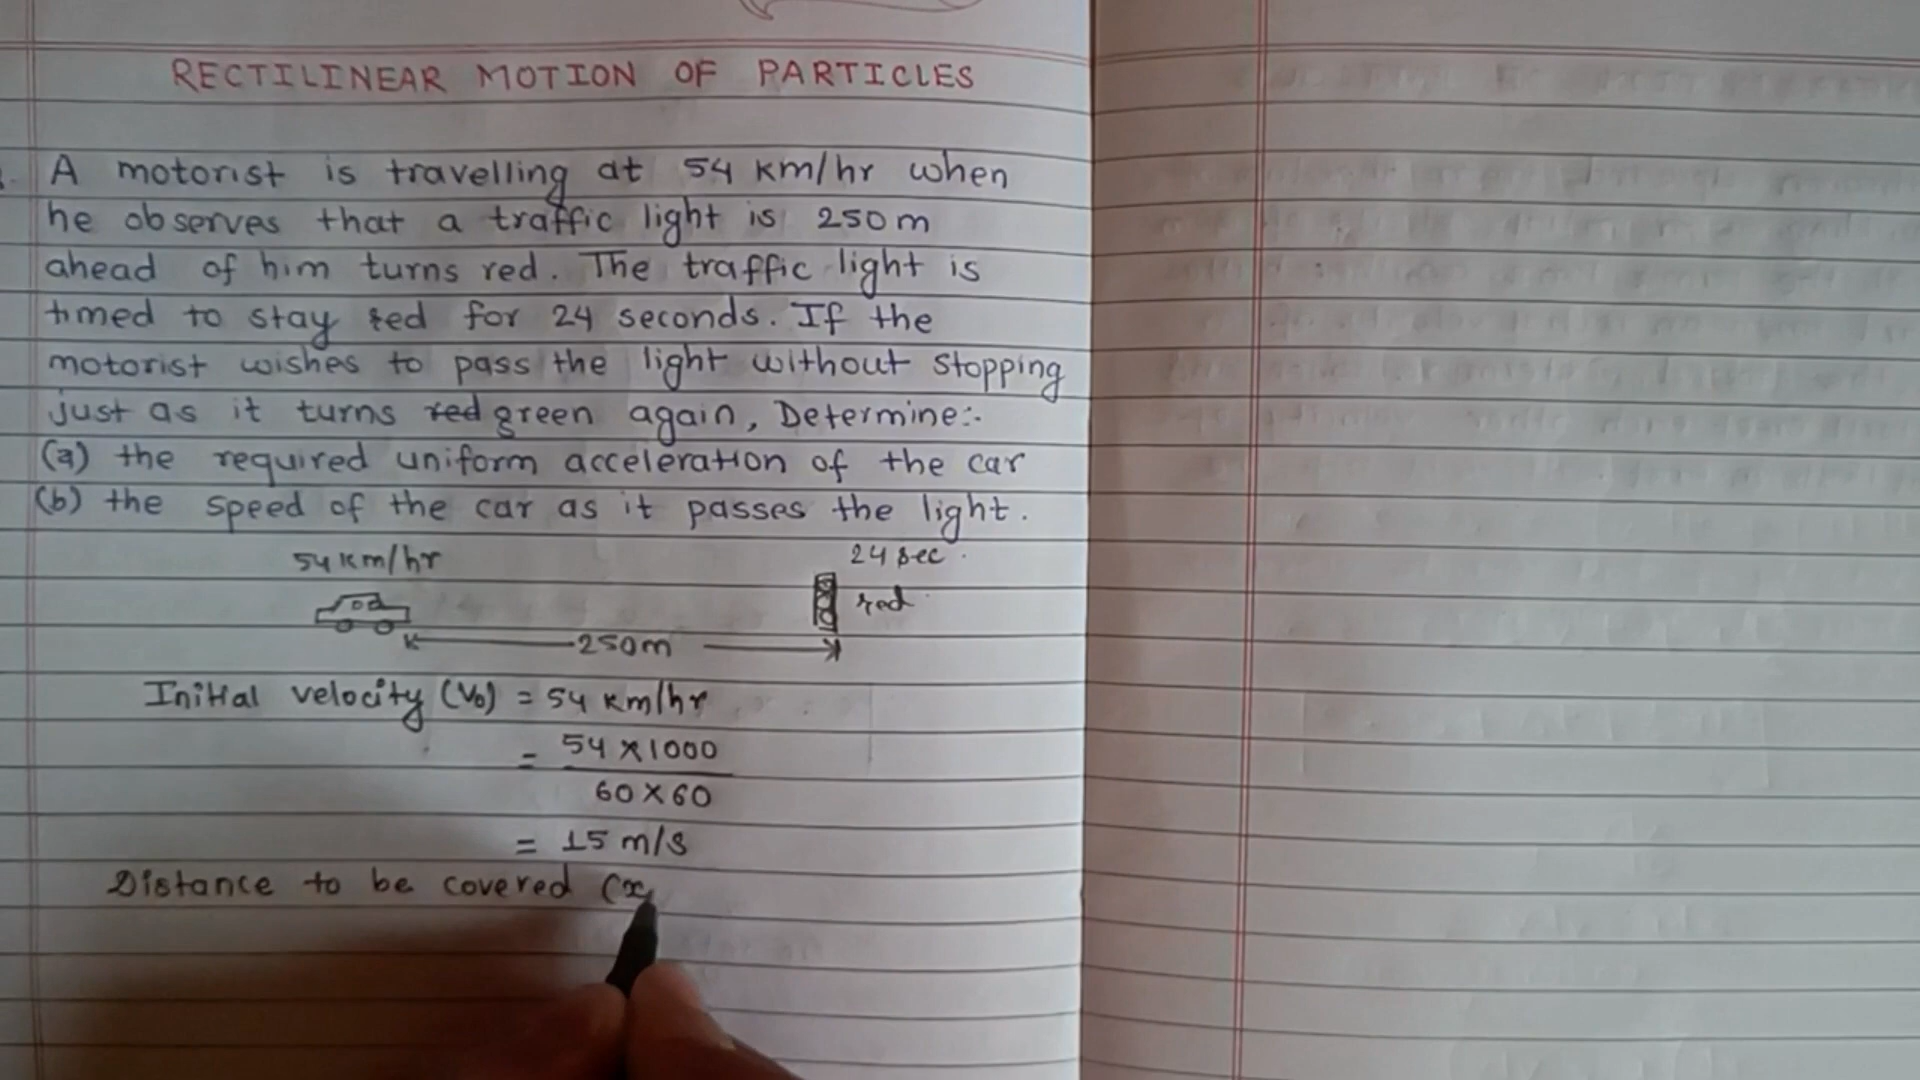 RECTILINEAR MOTION OF PARTICLES
A motorist is travelling at 54 km/hr when
he observes that a traffic light is 250m
ahead of him turns red. The traffic light is
timed to stay red for 24 seconds. If the
motorist wishes to pass the light without stopping
just as it turns red green again, Determine:-
(a) the required uniform acceleration of the car
(b) the speed of the car as it passes the light.
54 km/hr 24 sec.
red
250m
Initial velocity (V0) = 54 km/hr
= 54 × 1000
60 × 60
= 15 m/s
Distance to be covered (x